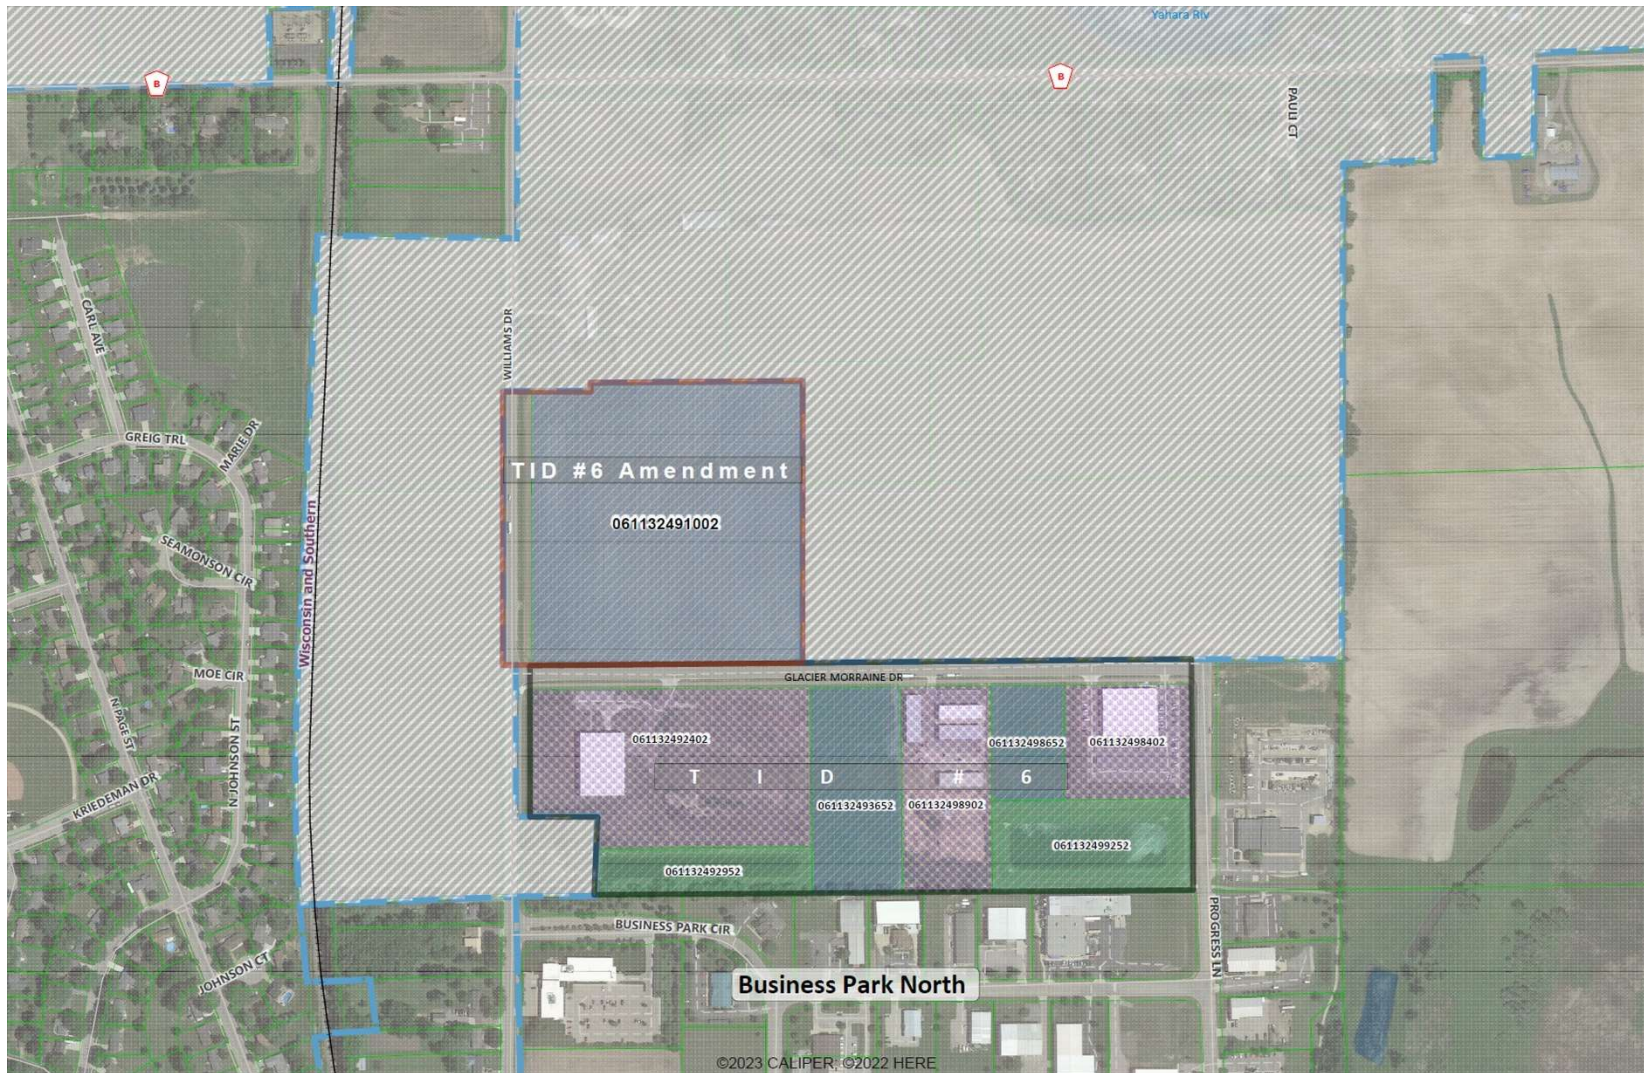 Yahara Riv
B
B
PAULI CT
CARL AVE
WILLIAMS DR
GREIG TRL
MARIE DR
TID #6 Amendment
061132491002
SEAMONSON CIR
Wisconsin and Southern
MOE CIR
GLACIER MORRAINE DR
N PAGE ST
N JOHNSON ST
061132492402
061132498652
061132498402
TID #6
KRIEDEMAN DR
061132493652
061132498902
061132499252
061132492952
BUSINESS PARK CIR
PROGRESS LN
JOHNSON CT
Business Park North
©2023 CALIPER; ©2022 HERE